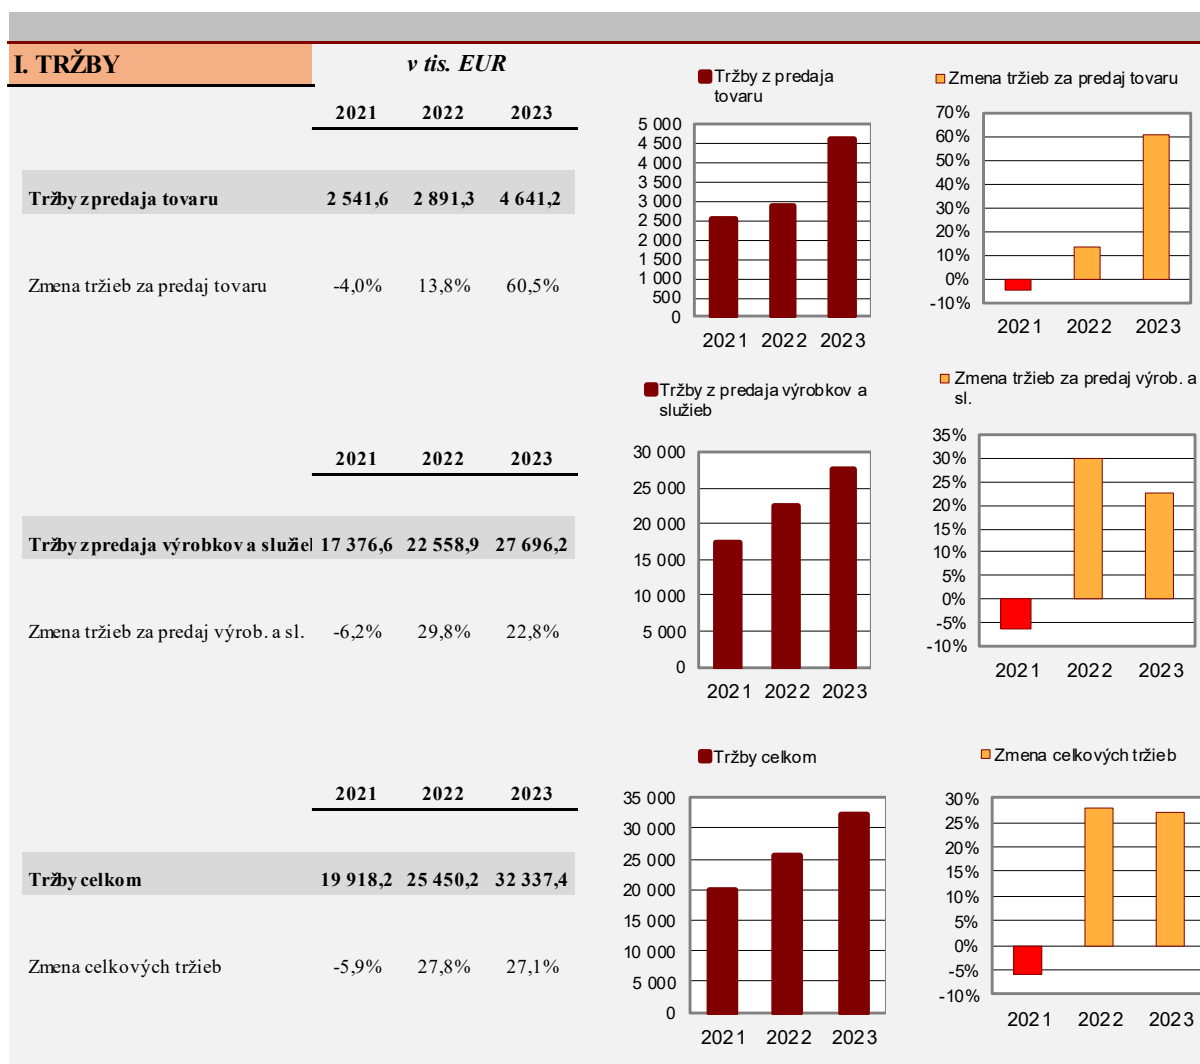 I. TRŽBY
v tis. EUR
2021 2022 2023
Tržby z predaja tovaru 2 541,6 2 891,3 4 641,2
Zmena tržieb za predaj tovaru -4,0% 13,8% 60,5%
Tržby z predaja
tovaru
5 000
4 500
4 000
3 500
3 000
2 500
2 000
1 500
1 000
500
0
2021 2022 2023
Zmena tržieb za predaj tovaru
70%
60%
50%
40%
30%
20%
10%
0%
-10%
2021 2022 2023
2021 2022 2023
Tržby z predaja výrobkov a služieb 17 376,6 22 558,9 27 696,2
Zmena tržieb za predaj výrob. a sl. -6,2% 29,8% 22,8%
Tržby z predaja výrobkov a
služieb
30 000
25 000
20 000
15 000
10 000
5 000
0
2021 2022 2023
Zmena tržieb za predaj výrob. a
sl.
35%
30%
25%
20%
15%
10%
5%
0%
-5%
-10%
2021 2022 2023
2021 2022 2023
Tržby celkom 19 918,2 25 450,2 32 337,4
Zmena celkových tržieb -5,9% 27,8% 27,1%
Tržby celkom
35 000
30 000
25 000
20 000
15 000
10 000
5 000
0
2021 2022 2023
Zmena celkových tržieb
30%
25%
20%
15%
10%
5%
0%
-5%
-10%
2021 2022 2023